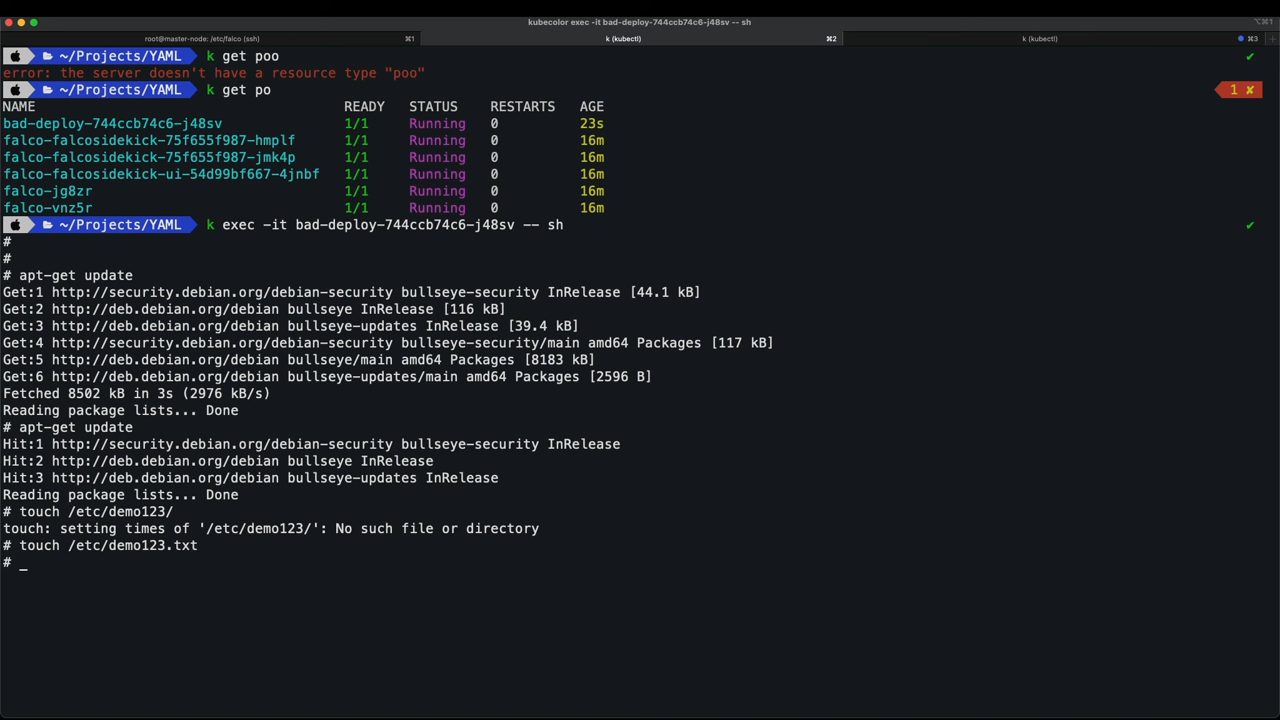 kubecolor exec -it bad-deploy-744ccb74c6-j48sv -- sh
⌥⌘1
root@master-node: /etc/falco (ssh) ⌘1 k (kubectl) ⌘2 k (kubectl) ⌘3 +
~/Projects/YAML k get poo ✔
error: the server doesn't have a resource type "poo"
~/Projects/YAML k get po 1 ✘
NAME READY STATUS RESTARTS AGE
bad-deploy-744ccb74c6-j48sv 1/1 Running 0 23s
falco-falcosidekick-75f655f987-hmplf 1/1 Running 0 16m
falco-falcosidekick-75f655f987-jmk4p 1/1 Running 0 16m
falco-falcosidekick-ui-54d99bf667-4jnbf 1/1 Running 0 16m
falco-jg8zr 1/1 Running 0 16m
falco-vnz5r 1/1 Running 0 16m
~/Projects/YAML k exec -it bad-deploy-744ccb74c6-j48sv -- sh ✔
#
#
# apt-get update
Get:1 http://security.debian.org/debian-security bullseye-security InRelease [44.1 kB]
Get:2 http://deb.debian.org/debian bullseye InRelease [116 kB]
Get:3 http://deb.debian.org/debian bullseye-updates InRelease [39.4 kB]
Get:4 http://security.debian.org/debian-security bullseye-security/main amd64 Packages [117 kB]
Get:5 http://deb.debian.org/debian bullseye/main amd64 Packages [8183 kB]
Get:6 http://deb.debian.org/debian bullseye-updates/main amd64 Packages [2596 B]
Fetched 8502 kB in 3s (2976 kB/s)
Reading package lists... Done
# apt-get update
Hit:1 http://security.debian.org/debian-security bullseye-security InRelease
Hit:2 http://deb.debian.org/debian bullseye InRelease
Hit:3 http://deb.debian.org/debian bullseye-updates InRelease
Reading package lists... Done
# touch /etc/demo123/
touch: setting times of '/etc/demo123/': No such file or directory
# touch /etc/demo123.txt
# _